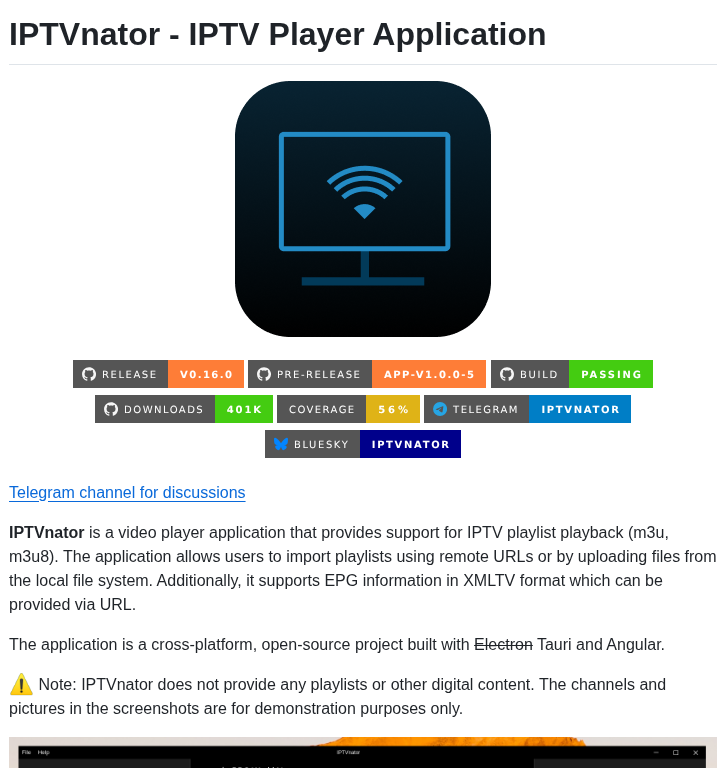 IPTVnator - IPTV Player Application
RELEASE V0.16.0 PRE-RELEASE APP-V1.0.0-5 BUILD PASSING
DOWNLOADS 401K COVERAGE 56% TELEGRAM IPTVNATOR
BLUESKY IPTVNATOR
Telegram channel for discussions
IPTVnator is a video player application that provides support for IPTV playlist playback (m3u,
m3u8). The application allows users to import playlists using remote URLs or by uploading files from
the local file system. Additionally, it supports EPG information in XMLTV format which can be
provided via URL.
The application is a cross-platform, open-source project built with Electron Tauri and Angular.
⚠️ Note: IPTVnator does not provide any playlists or other digital content. The channels and
pictures in the screenshots are for demonstration purposes only.
File Help IPTVnator